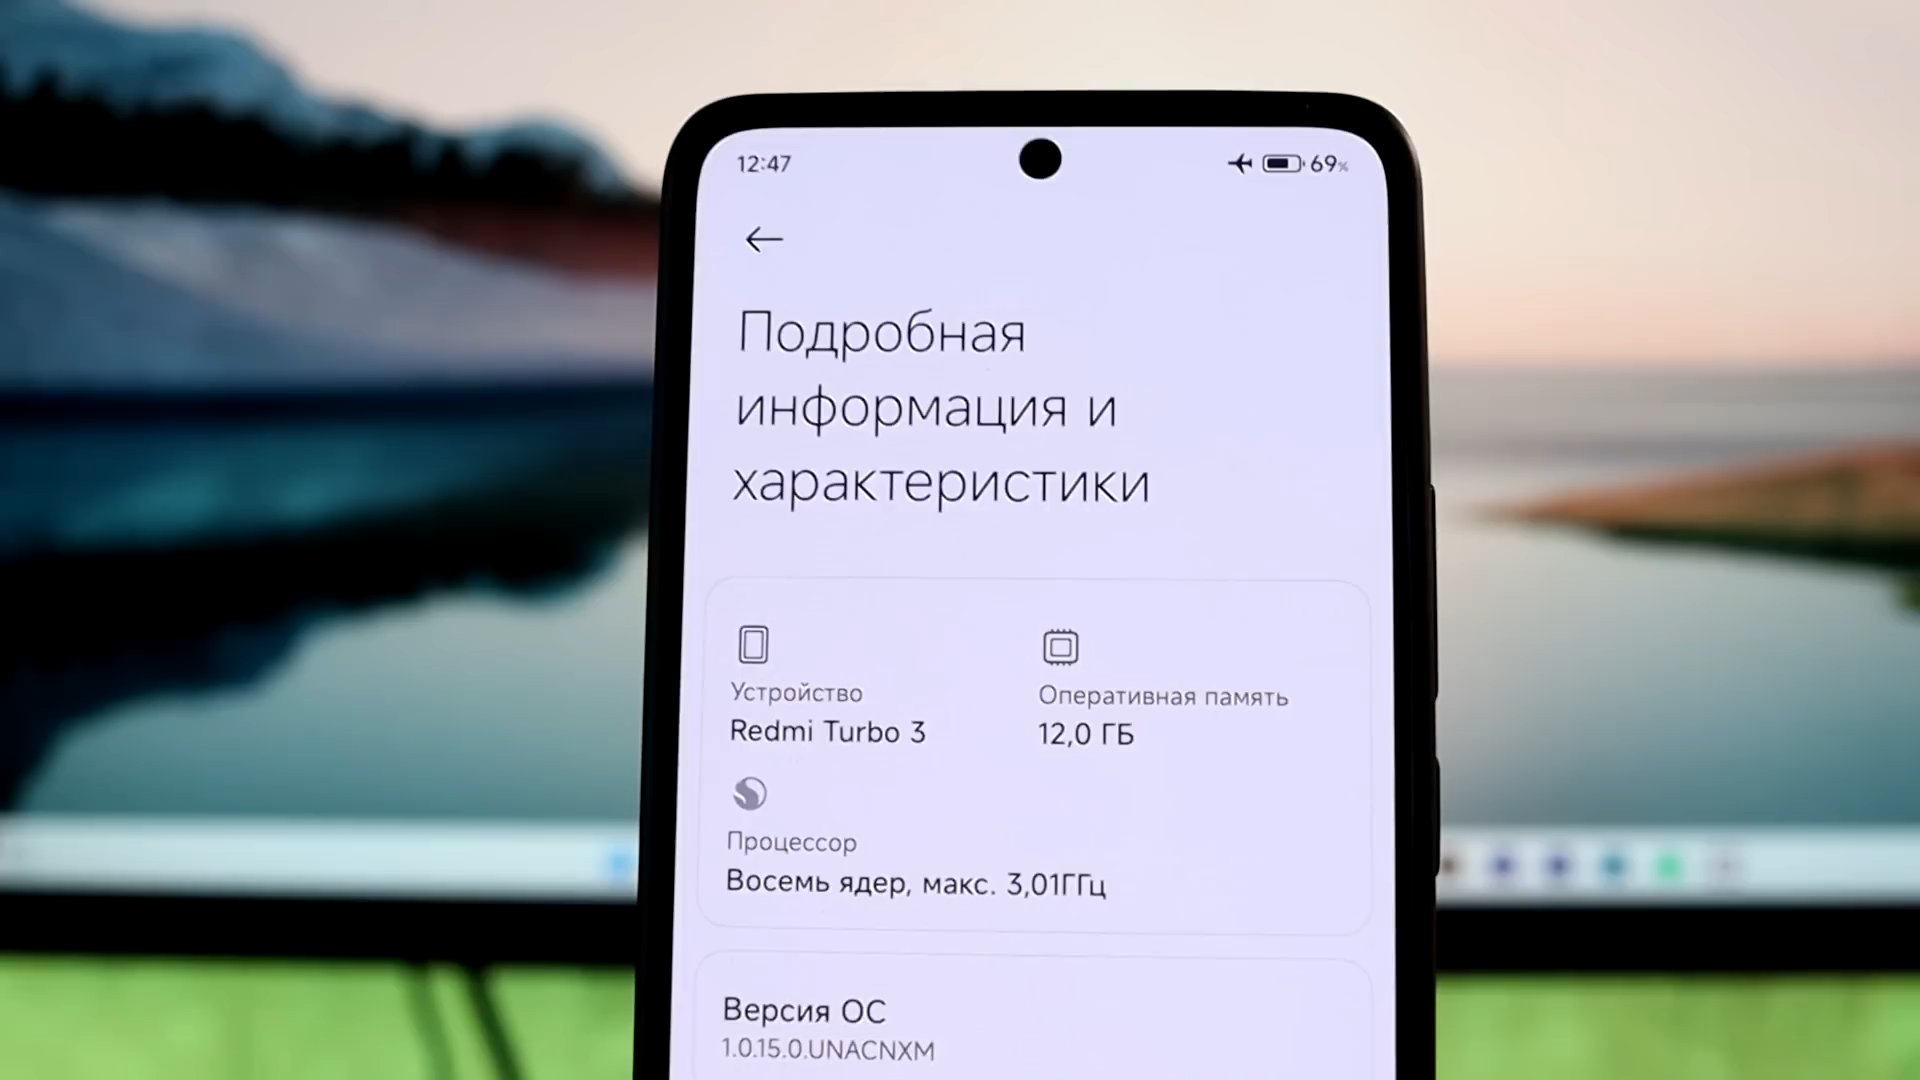 12:47
69%
Подробная
информация и
характеристики
Устройство
Redmi Turbo 3
Оперативная память
12,0 ГБ
Процессор
Восемь ядер, макс. 3,01ГГц
Версия ОС
1.0.15.0.UNACNXM